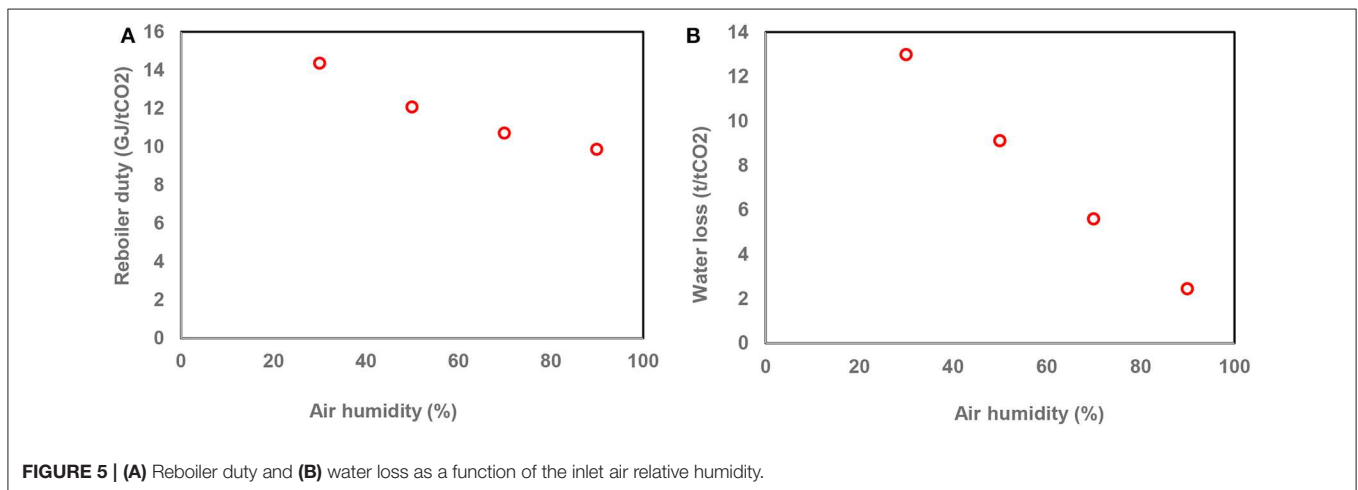 A
Reboiler duty (GJ/tCO2)
16
14
12
10
8
6
4
2
0
0 20 40 60 80 100
Air humidity (%)
B
Water loss (t/tCO2)
14
12
10
8
6
4
2
0
0 20 40 60 80 100
Air humidity (%)
FIGURE 5 | (A) Reboiler duty and (B) water loss as a function of the inlet air relative humidity.